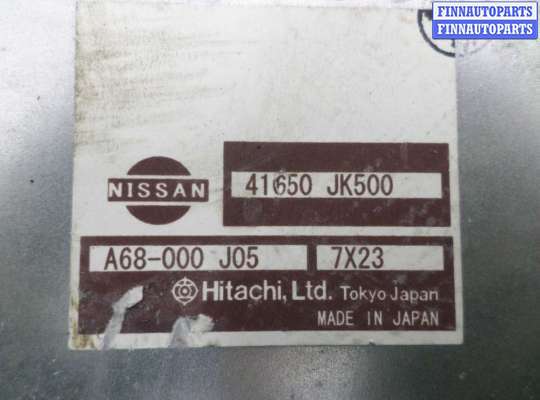 FINNAUTOPARTS
FINNAUTOPARTS
NISSAN
41650 JK500
A68-000 J05
7X23
Hitachi, Ltd. Tokyo Japan
MADE IN JAPAN